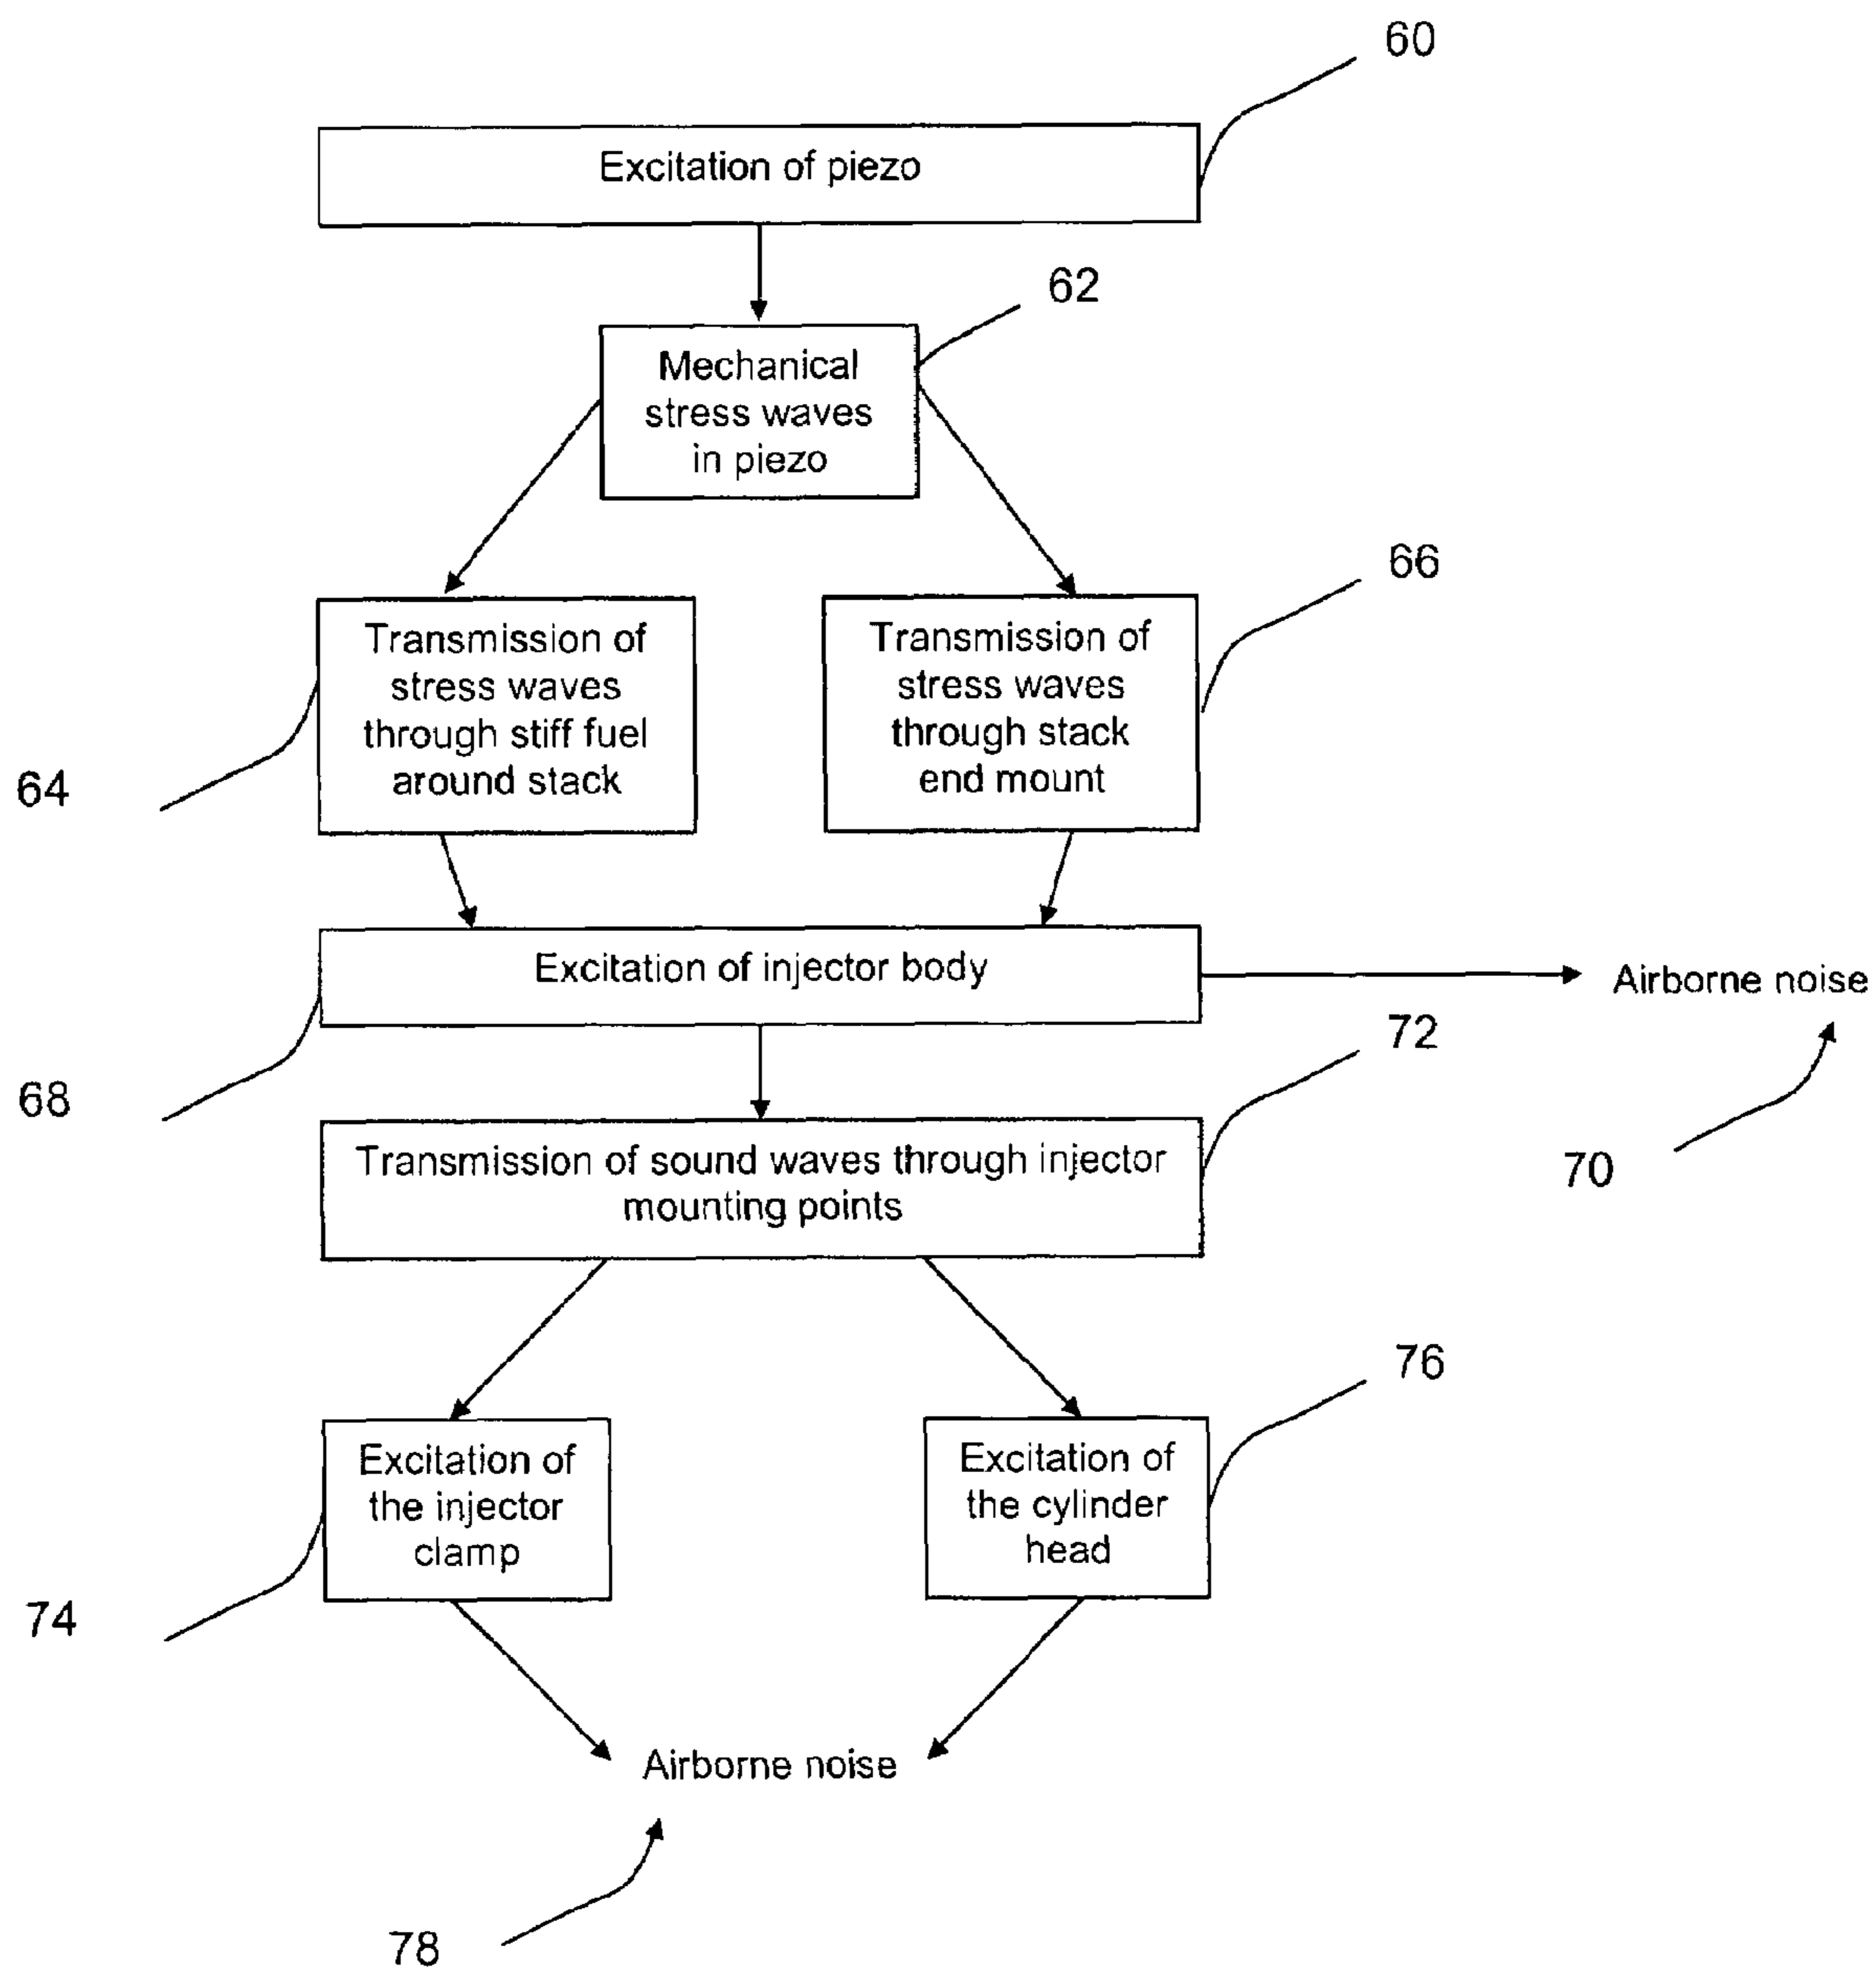 60
Excitation of piezo
62
Mechanical
stress waves
in piezo
66
Transmission of
stress waves
through stiff fuel
around stack
Transmission of
stress waves
through stack
end mount
64
Excitation of injector body
Airborne noise
72
68
Transmission of sound waves through injector
mounting points
70
76
Excitation of
the injector
clamp
Excitation of
the cylinder
head
74
Airborne noise
78